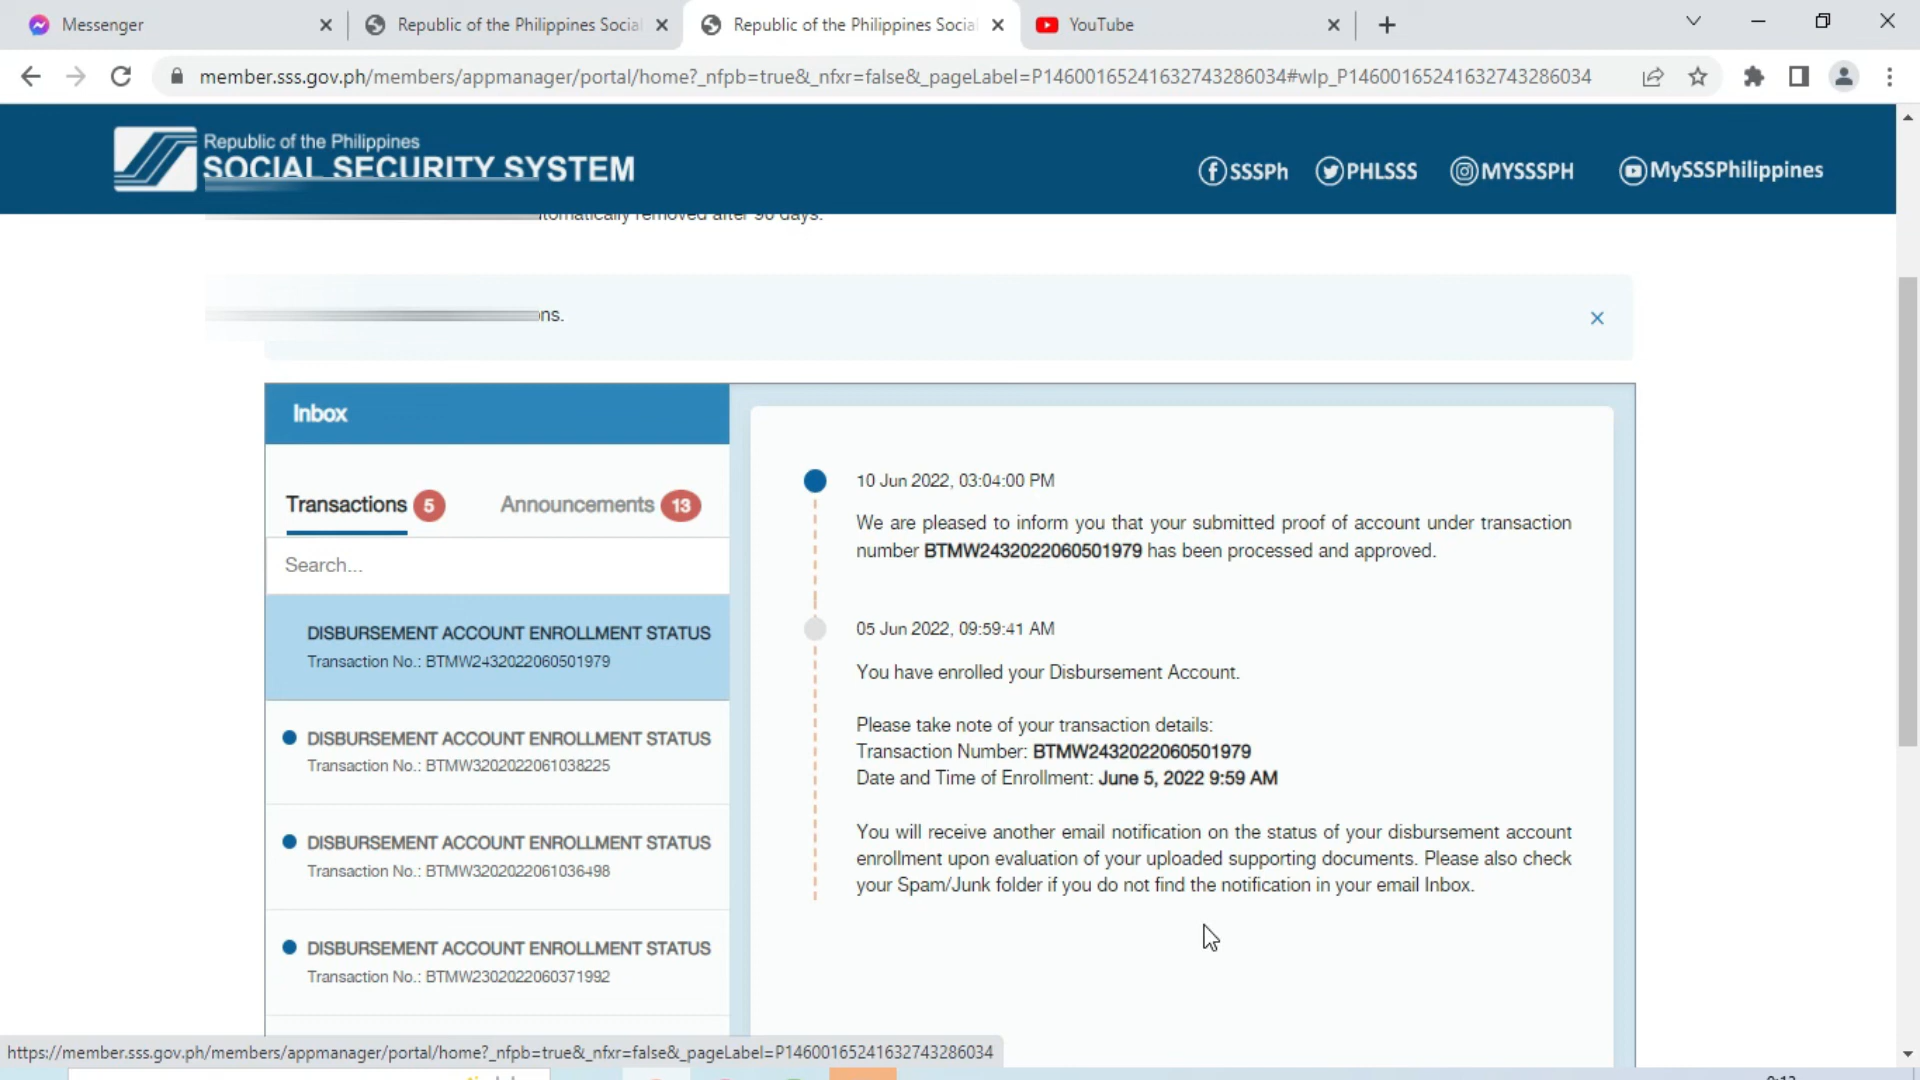 Messenger
Republic of the Philippines Social
Republic of the Philippines Social
YouTube
member.sss.gov.ph/members/appmanager/portal/home?_nfpb=true&_nfxr=false&_pageLabel=P14600165241632743286034#wlp_P14600165241632743286034
Republic of the Philippines
SOCIAL SECURITY SYSTEM
SSSPh
PHLSSS
MYSSSPH
MySSSPhilippines
removed after 90 days.
Inbox
Transactions 5
Announcements 13
Search...
DISBURSEMENT ACCOUNT ENROLLMENT STATUS
Transaction No.: BTMW2432022060501979
DISBURSEMENT ACCOUNT ENROLLMENT STATUS
Transaction No.: BTMW3202022061038225
DISBURSEMENT ACCOUNT ENROLLMENT STATUS
Transaction No.: BTMW3202022061036498
DISBURSEMENT ACCOUNT ENROLLMENT STATUS
Transaction No.: BTMW2302022060371992
10 Jun 2022, 03:04:00 PM
We are pleased to inform you that your submitted proof of account under transaction
number BTMW2432022060501979 has been processed and approved.
05 Jun 2022, 09:59:41 AM
You have enrolled your Disbursement Account.
Please take note of your transaction details:
Transaction Number: BTMW2432022060501979
Date and Time of Enrollment: June 5, 2022 9:59 AM
You will receive another email notification on the status of your disbursement account
enrollment upon evaluation of your uploaded supporting documents. Please also check
your Spam/Junk folder if you do not find the notification in your email Inbox.
https://member.sss.gov.ph/members/appmanager/portal/home?_nfpb=true&_nfxr=false&_pageLabel=P14600165241632743286034